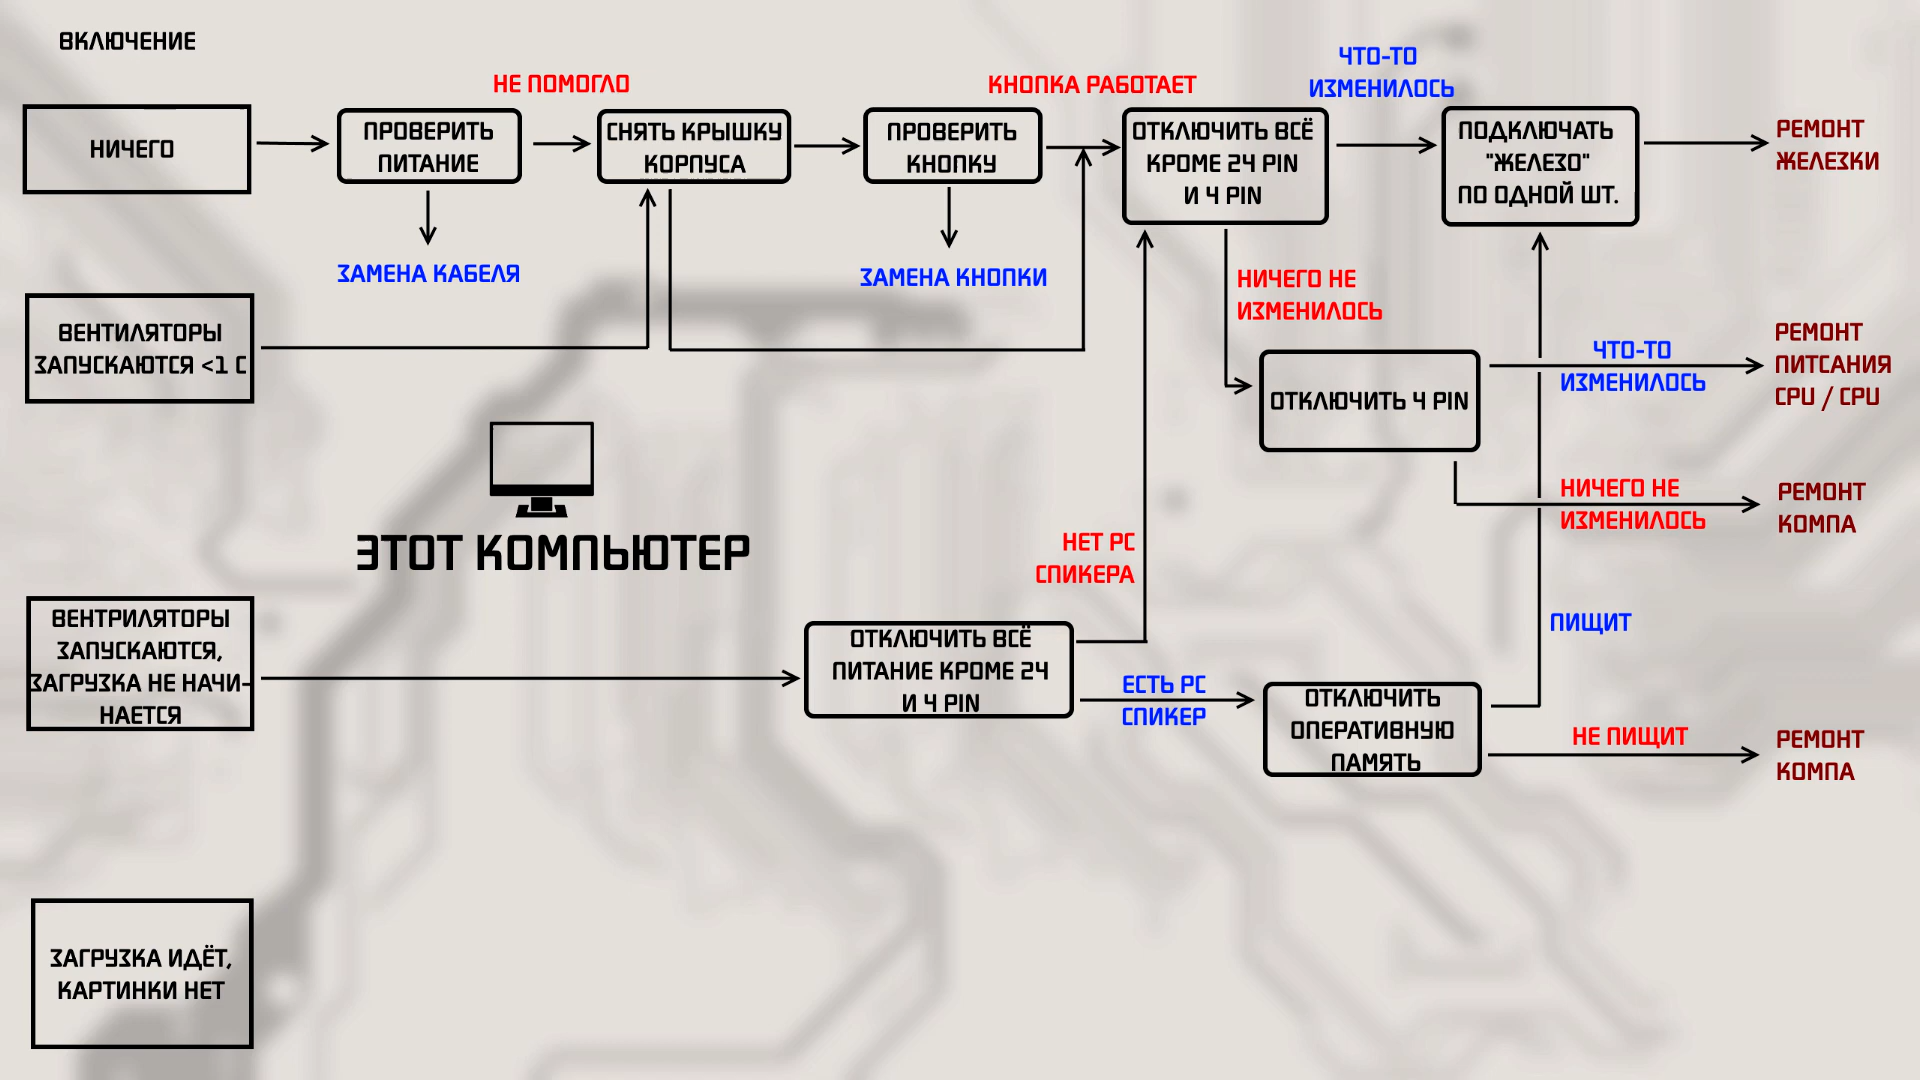 ВКЛЮЧЕНИЕ
НИЧЕГО
ПРОВЕРИТЬ
ПИТАНИЕ
НЕ ПОМОГЛО
СНЯТЬ КРЫШКУ
КОРПУСА
ПРОВЕРИТЬ
КНОПКУ
КНОПКА РАБОТАЕТ
ОТКЛЮЧИТЬ ВСЁ
КРОМЕ 24 PIN
И 4 PIN
ЧТО-ТО
ИЗМЕНИЛОСЬ
ПОДКЛЮЧАТЬ
"ЖЕЛЕЗО"
ПО ОДНОЙ ШТ.
РЕМОНТ
ЖЕЛЕЗКИ
ЗАМЕНА КАБЕЛЯ
ЗАМЕНА КНОПКИ
НИЧЕГО НЕ
ИЗМЕНИЛОСЬ
ВЕНТИЛЯТОРЫ
ЗАПУСКАЮТСЯ <1 С
ОТКЛЮЧИТЬ 4 PIN
ЧТО-ТО
ИЗМЕНИЛОСЬ
РЕМОНТ
ПИТСАНИЯ
CPU / CPU
НИЧЕГО НЕ
ИЗМЕНИЛОСЬ
РЕМОНТ
КОМПА
ЭТОТ КОМПЬЮТЕР
НЕТ PC
СПИКЕРА
ВЕНТРИЛЯТОРЫ
ЗАПУСКАЮТСЯ,
ЗАГРУЗКА НЕ НАЧИ-
НАЕТСЯ
ОТКЛЮЧИТЬ ВСЁ
ПИТАНИЕ КРОМЕ 24
И 4 PIN
ЕСТЬ PC
СПИКЕР
ОТКЛЮЧИТЬ
ОПЕРАТИВНУЮ
ПАМЯТЬ
ПИЩИТ
НЕ ПИЩИТ
РЕМОНТ
КОМПА
ЗАГРУЗКА ИДЁТ,
КАРТИНКИ НЕТ